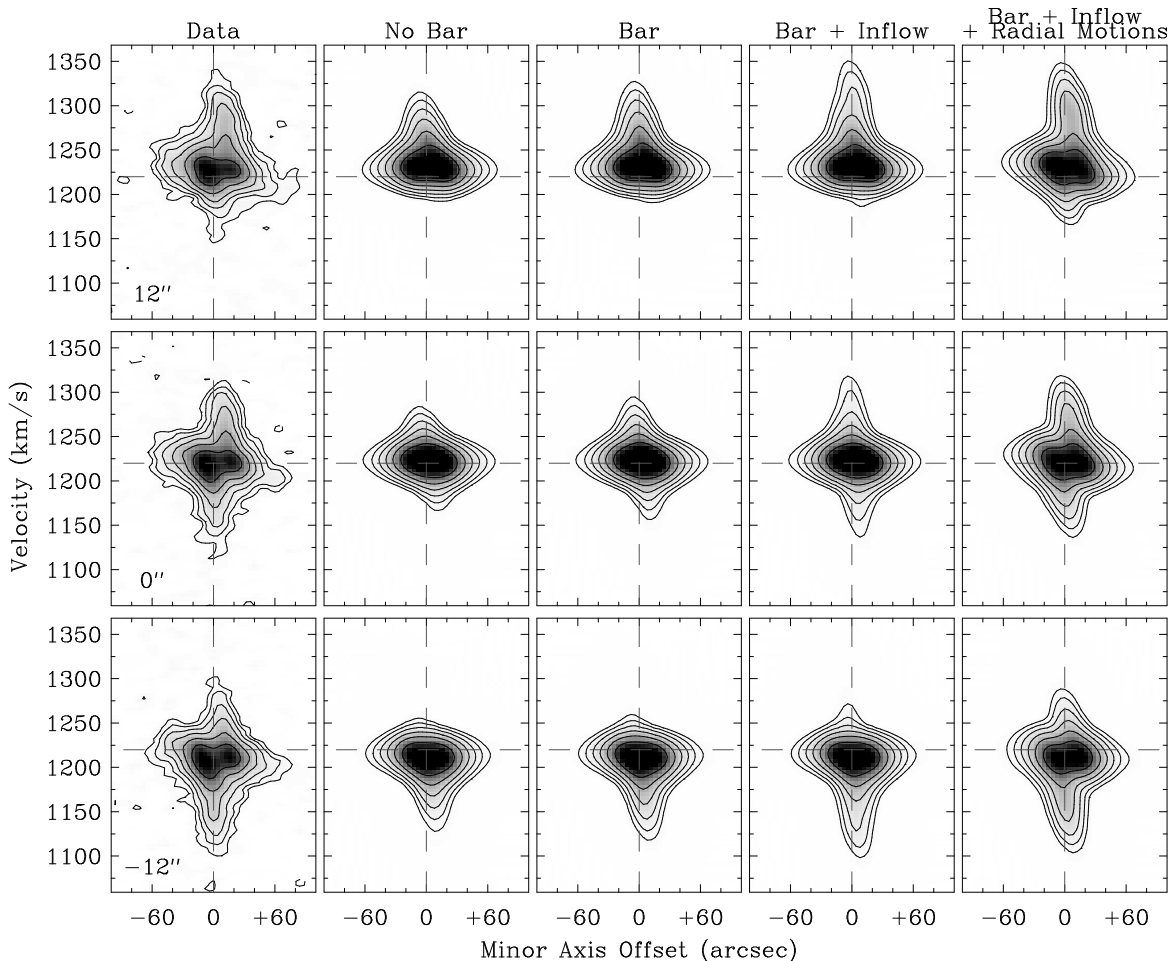 Data
No Bar
Bar
Bar + Inflow
Bar + Inflow
+ Radial Motions
1350
1300
1250
1200
1150
1100
12"
1350
1300
1250
1200
1150
1100
0"
1350
1300
1250
1200
1150
1100
−12"
Velocity (km/s)
−60 0 +60
−60 0 +60
−60 0 +60
−60 0 +60
−60 0 +60
Minor Axis Offset (arcsec)